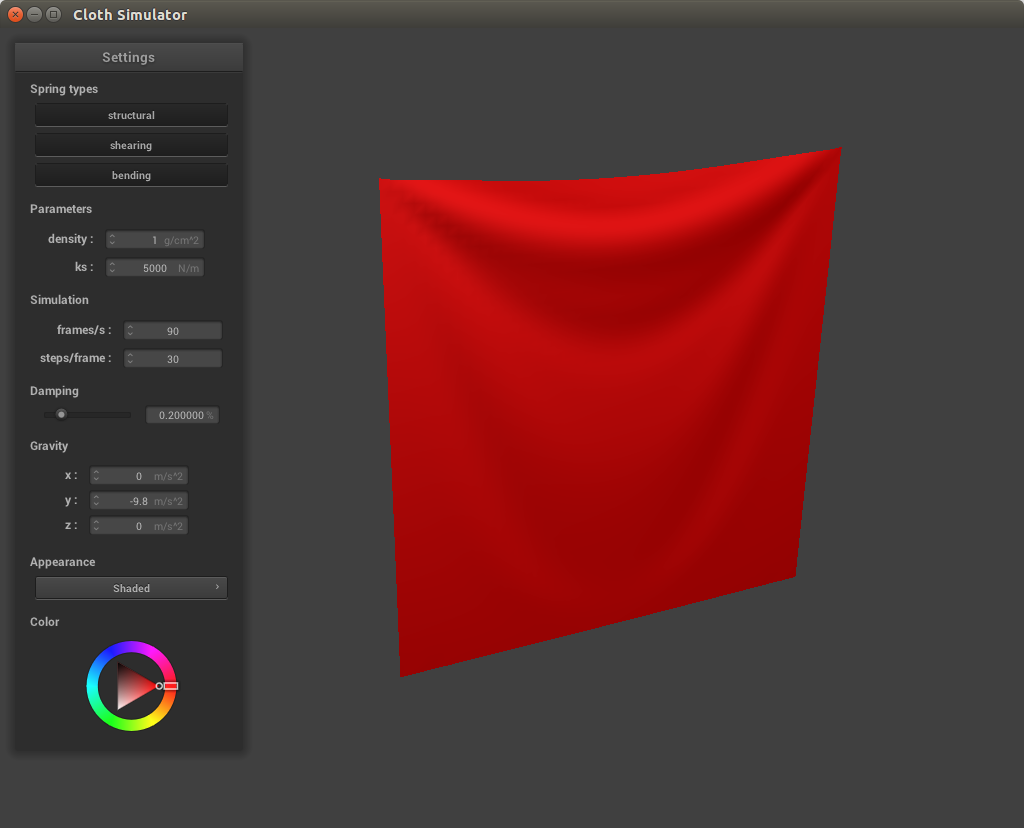 Cloth Simulator
Settings
Spring types
structural
shearing
bending
Parameters
density : 1 g/cm^2
ks : 5000 N/m
Simulation
frames/s : 90
steps/frame : 30
Damping
0.200000 %
Gravity
x : 0 m/s^2
y : -9.8 m/s^2
z : 0 m/s^2
Appearance
Shaded
Color